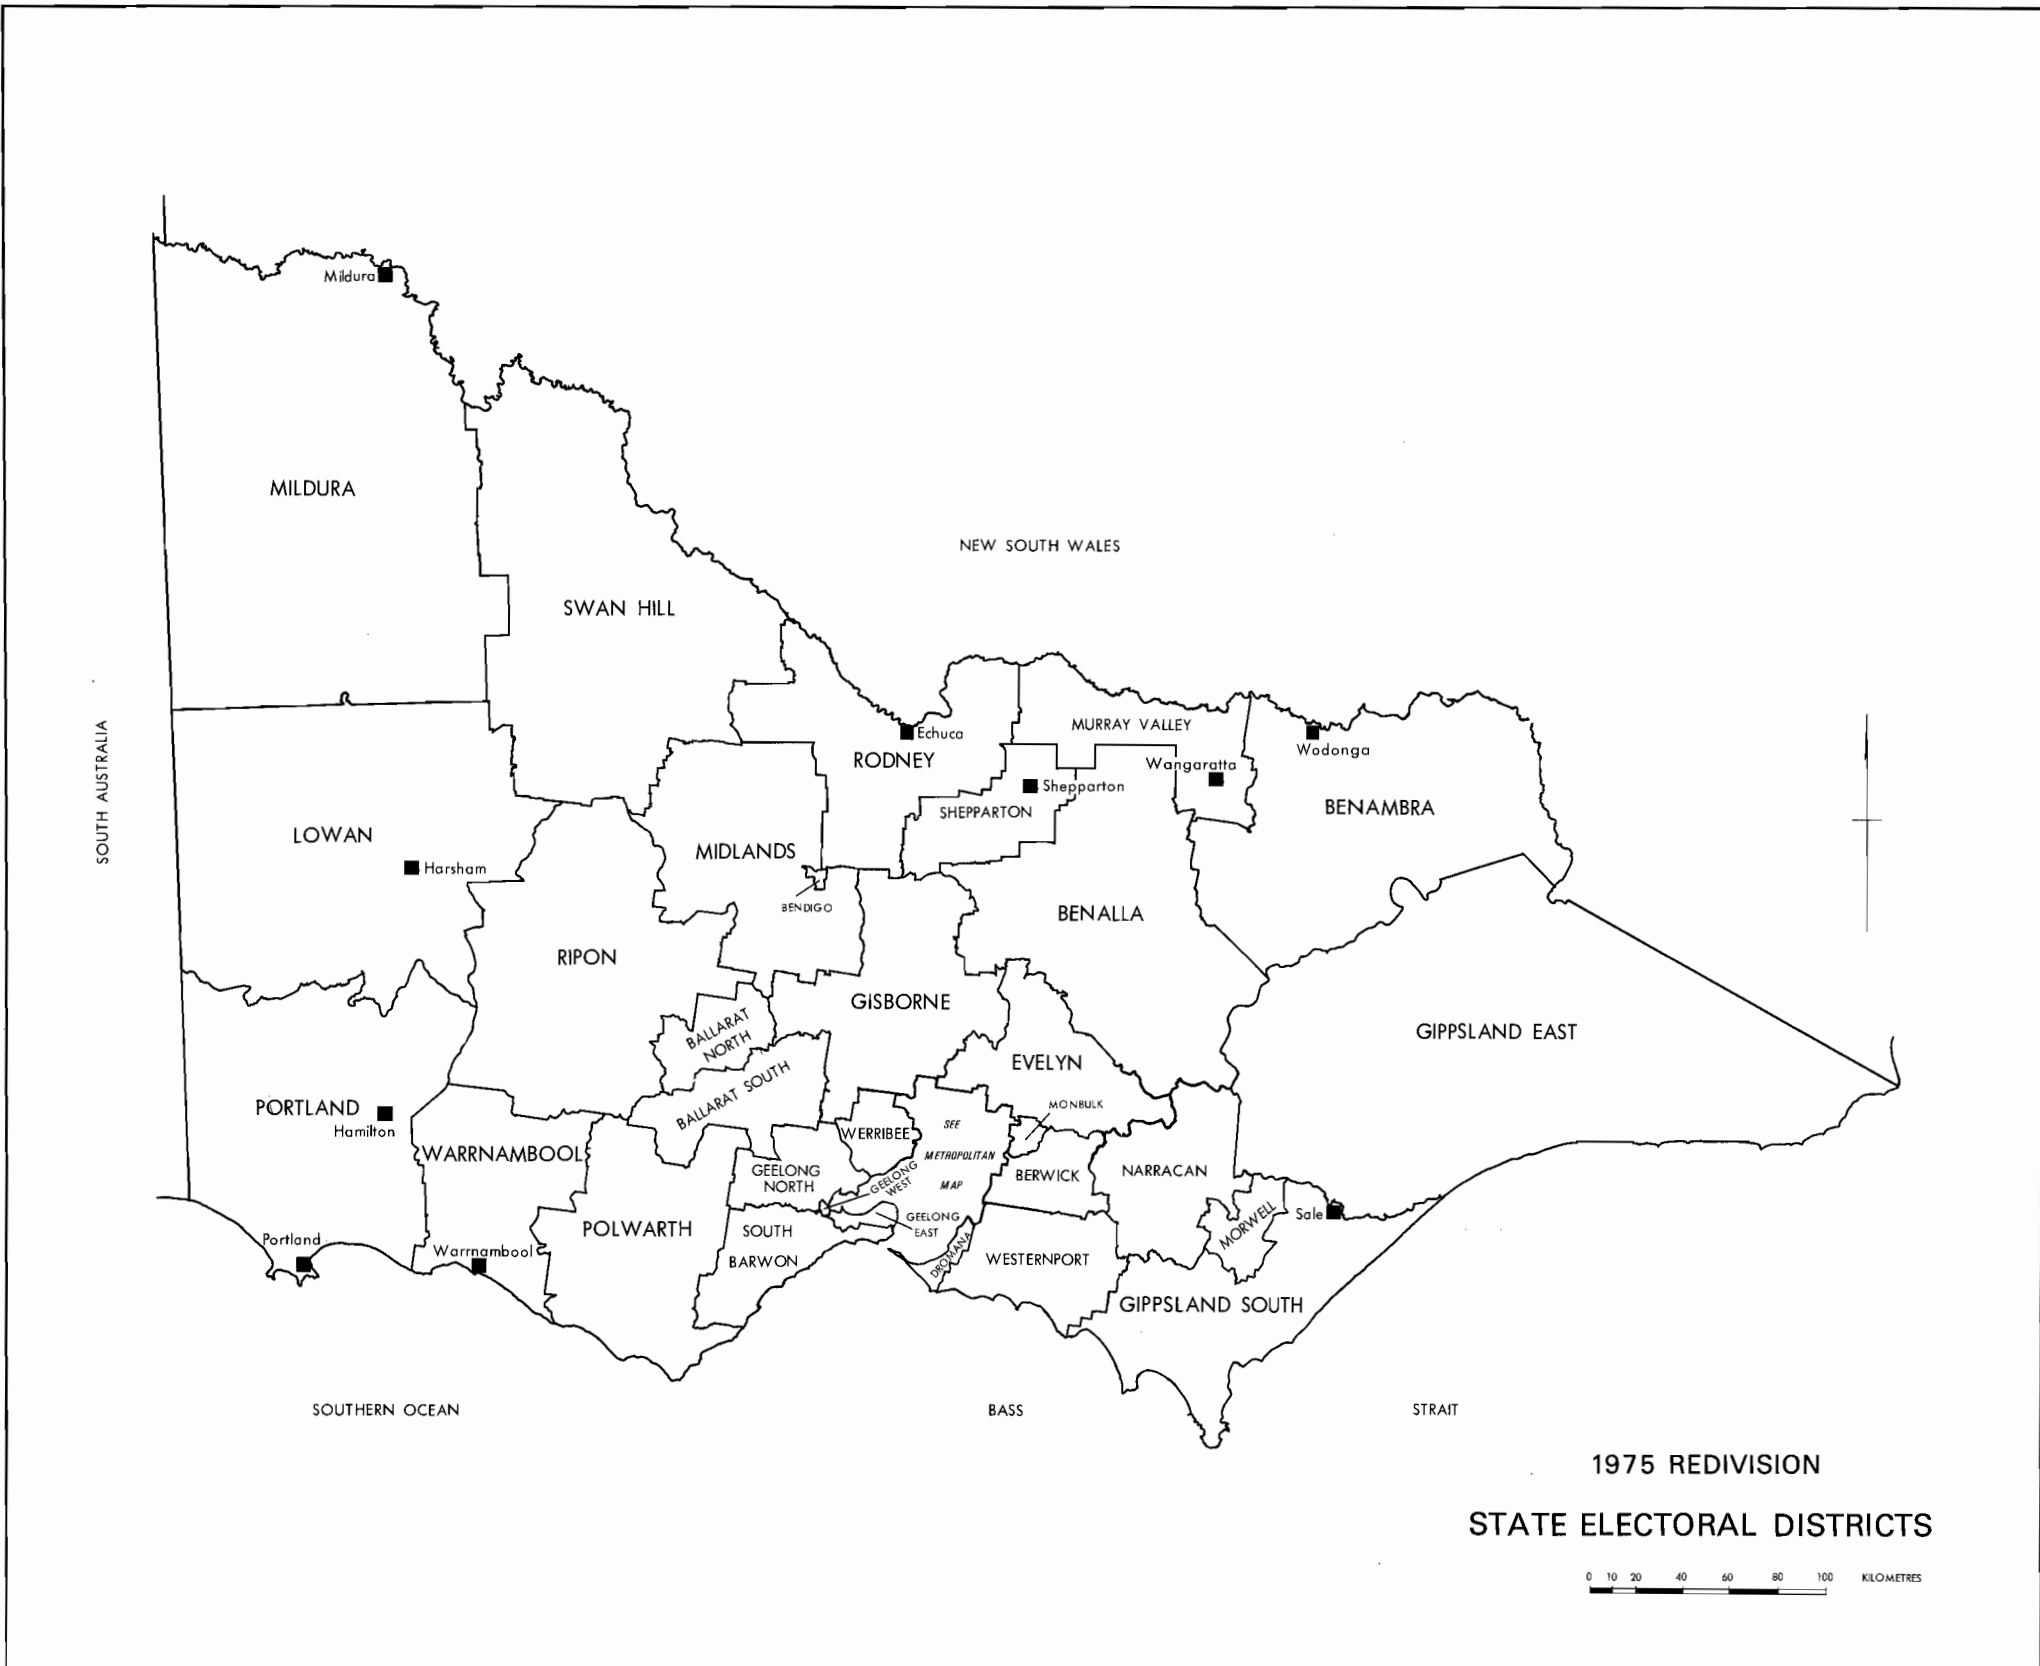 Mildura
MILDURA
NEW SOUTH WALES
SWAN HILL
SOUTH AUSTRALIA
MURRAY VALLEY
Echuca
RODNEY
Wodonga
Wangaratta
Shepparton
SHEPPARTON
BENAMBRA
LOWAN
Harsham
MIDLANDS
BENDIGO
BENALLA
RIPON
GISBORNE
BALLARAT
NORTH
GIPPSLAND EAST
EVELYN
BALLARAT SOUTH
PORTLAND
Hamilton
MONBULK
SEE
METROPOLITAN
MAP
WERRIBEE
WARRNAMBOOL
GEELONG
NORTH
GEELONG
WEST
BERWICK
NARRACAN
POLWARTH
SOUTH
BARWON
GEELONG
EAST
DROMANA
MORWELL
Sale
Portland
Warrnambool
WESTERNPORT
GIPPSLAND SOUTH
SOUTHERN OCEAN
BASS
STRAIT
1975 REDIVISION
STATE ELECTORAL DISTRICTS
0 10 20 40 60 80 100 KILOMETRES